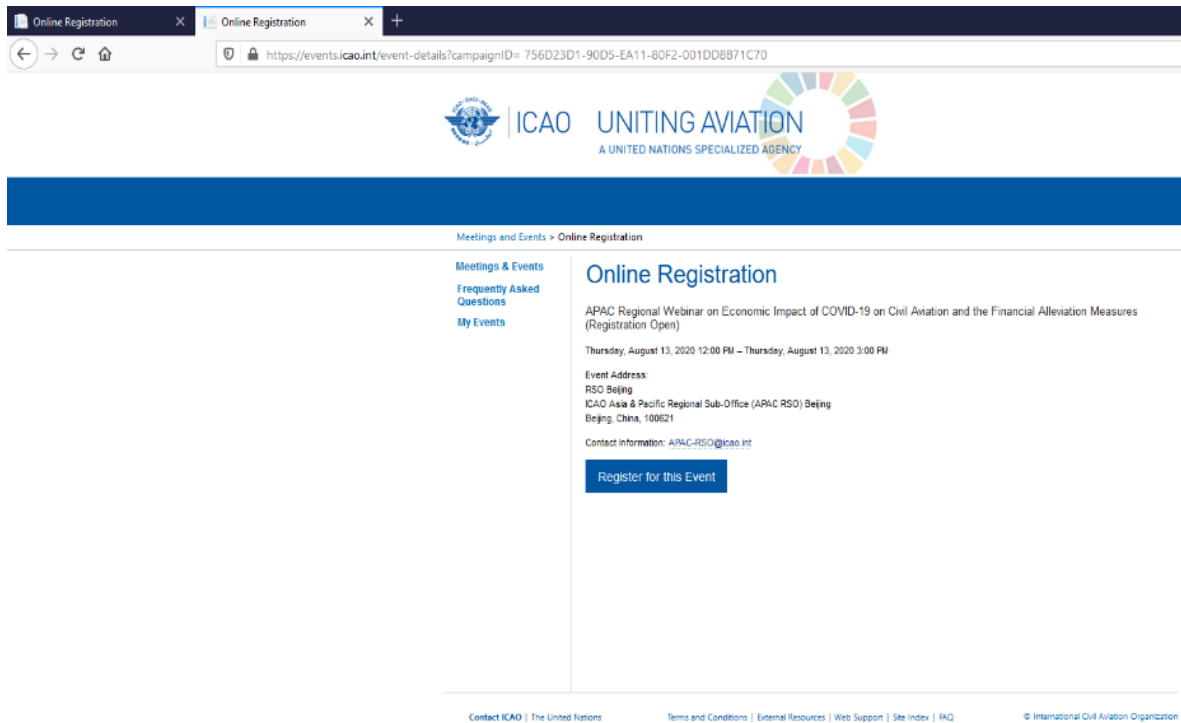 Online Registration
Online Registration
https://events.icao.int/event-details?campaignID= 756D23D1-90D5-EA11-80F2-001DD8B71C70
ICAO
UNITING AVIATION
A UNITED NATIONS SPECIALIZED AGENCY
Meetings and Events > Online Registration
Meetings & Events
Frequently Asked
Questions
My Events
Online Registration
APAC Regional Webinar on Economic Impact of COVID-19 on Civil Aviation and the Financial Alleviation Measures
(Registration Open)
Thursday, August 13, 2020 12:00 PM – Thursday, August 13, 2020 3:00 PM
Event Address:
RSO Beijing
ICAO Asia & Pacific Regional Sub-Office (APAC RSO) Beijing
Beijing, China, 100621
Contact Information: APAC-RSO@icao.int
Register for this Event
Contact ICAO | The United Nations
Terms and Conditions | External Resources | Web Support | Site Index | FAQ
© International Civil Aviation Organization